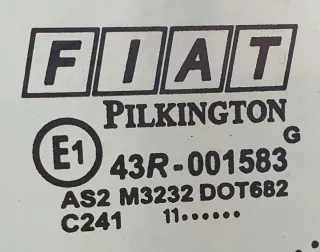 FIAT
PILKINGTON
G
E1 43R-001583
AS2 M3232 DOT682
C241 11••••••